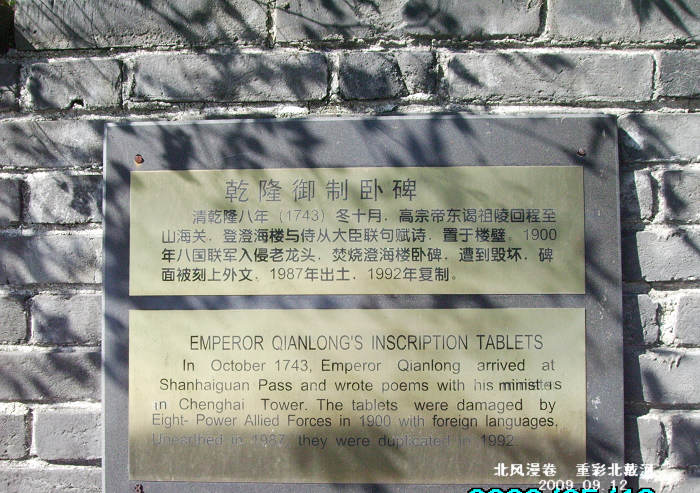 乾隆御制卧碑
清乾隆八年（1743）冬十月，高宗帝东谒祖陵回程至
山海关，登澄海楼与侍从大臣联句赋诗，置于楼壁。1900
年八国联军入侵老龙头，焚烧澄海楼卧碑，遭到毁坏，碑
面被刻上外文，1987年出土，1992年复制。
EMPEROR QIANLONG'S INSCRIPTION TABLETS
In October 1743, Emperor Qianlong arrived at
Shanhaiguan Pass and wrote poems with his ministers
in Chenghai Tower. The tablets were damaged by
Eight- Power Allied Forces in 1900 with foreign languages.
in 1987, they were duplicated in 1992.
北风漫卷 重彩北戴河
2009.09.12